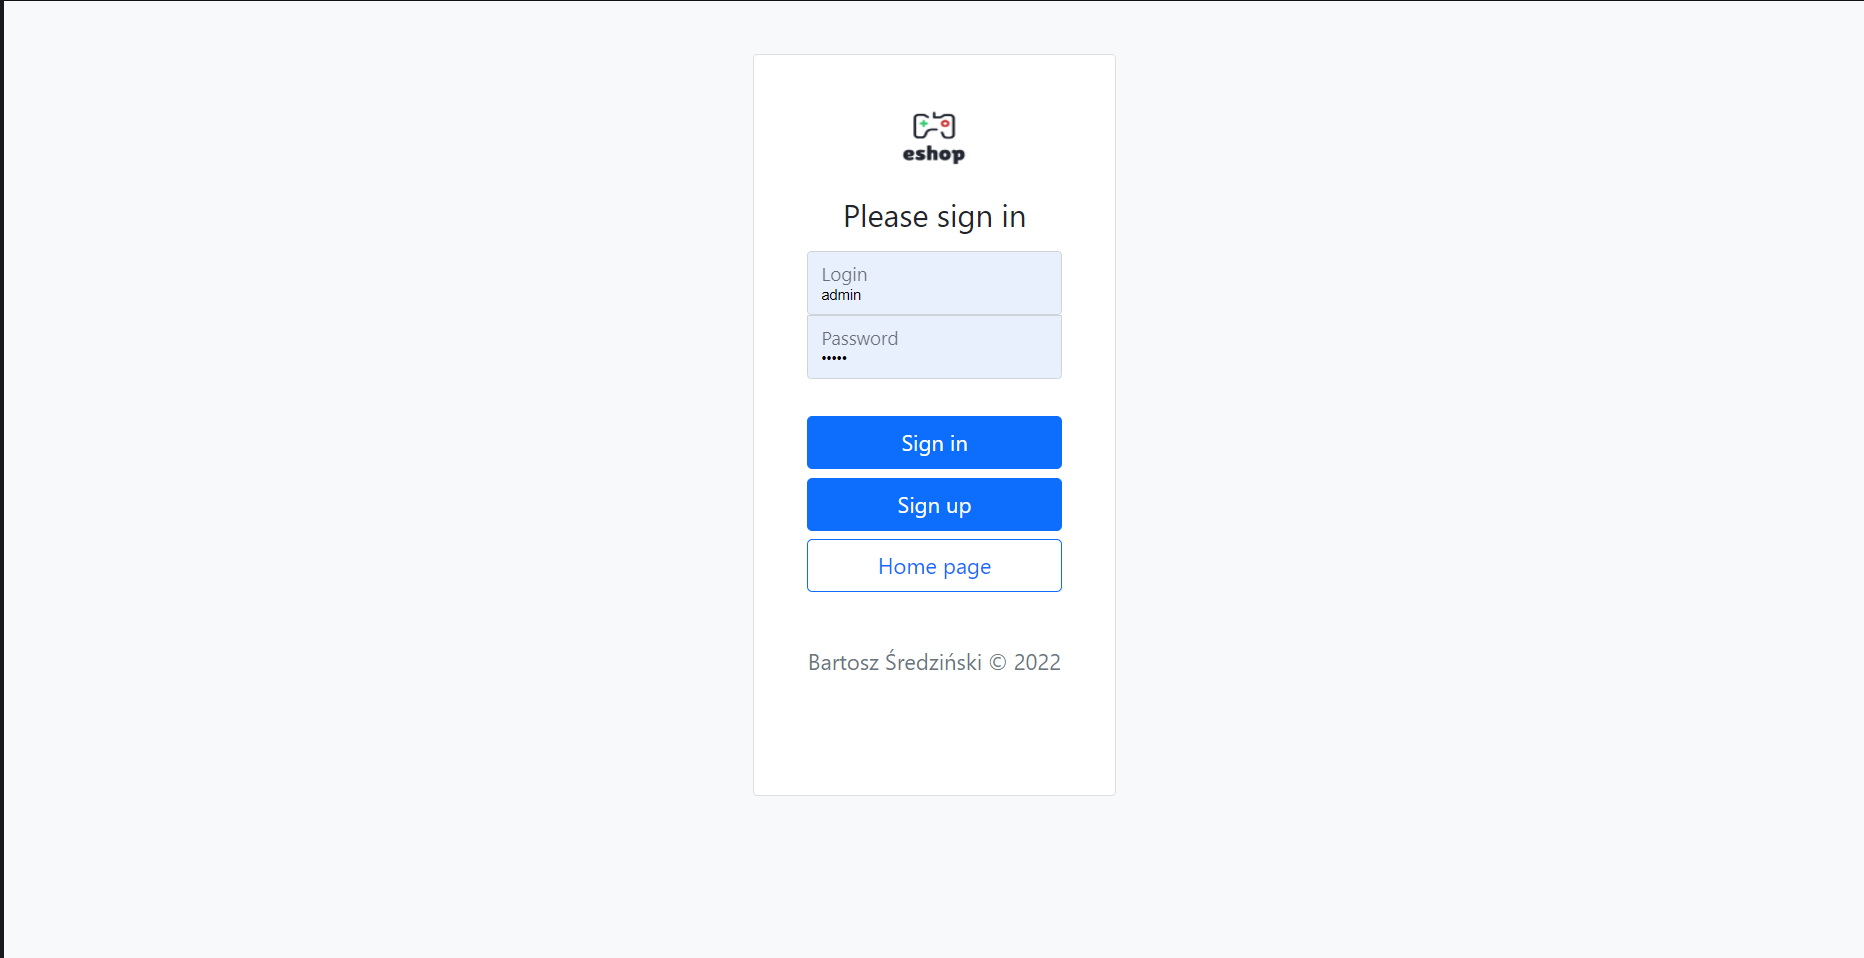 eshop
Please sign in
Login
admin
Password
•••••
Sign in
Sign up
Home page
Bartosz Średziński © 2022